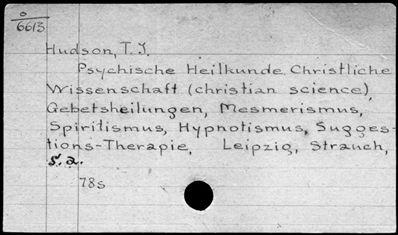 o
6613
Hudson, T. J.
Psychische Heilkunde Christliche
Wissenschaft (christian science)
Gebetsheilungen, Mesmerismus,
Spiritismus, Hypnotismus, Sugges-
tions-Therapie, Leipzig, Strauch,
s.a.
78s